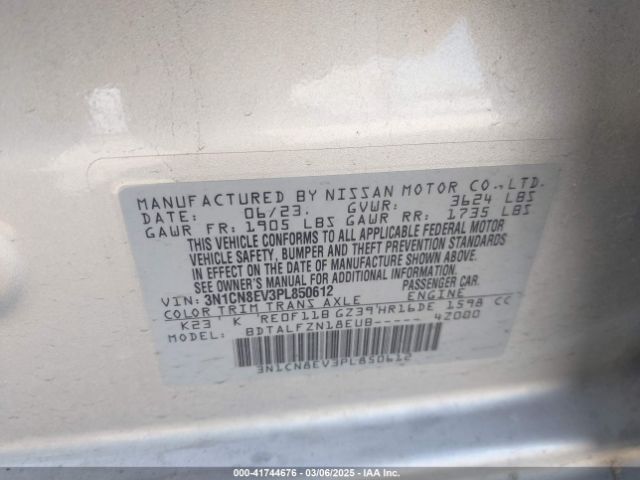 MANUFACTURED BY NISSAN MOTOR CO., LTD.
DATE: 06/23. GVWR: 3624 LBS
GAWR FR: 1905 LBS GAWR RR: 1735 LBS
THIS VEHICLE CONFORMS TO ALL APPLICABLE FEDERAL MOTOR
VEHICLE SAFETY, BUMPER AND THEFT PREVENTION STANDARDS
IN EFFECT ON THE DATE OF MANUFACTURE SHOWN ABOVE.
SEE OWNER'S MANUAL FOR ADDITIONAL INFORMATION
PASSENGER CAR.
VIN: 3N1CN8EV3PL850612
COLOR TRIM TRANS AXLE ENGINE
K23 K RE0F11B GZ39 HR16DE 1598 CC
MODEL: BDTALFZN18EUB----- 4Z000
3N1CN8EV3PL850612
000-41744676 — 03/06/2025 — IAA Inc.